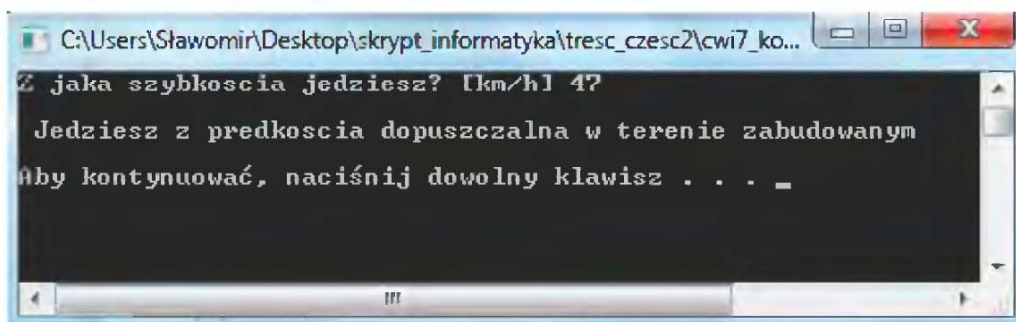 C:\Users\Sławomir\Desktop\skrypt_informatyka\tresc_czesc2\cwi7_ko...
Z jaka szybkoscia jedziesz? [km/h] 47
Jedziesz z predkoscia dopuszczalna w terenie zabudowanym
Aby kontynuować, naciśnij dowolny klawisz . . . _